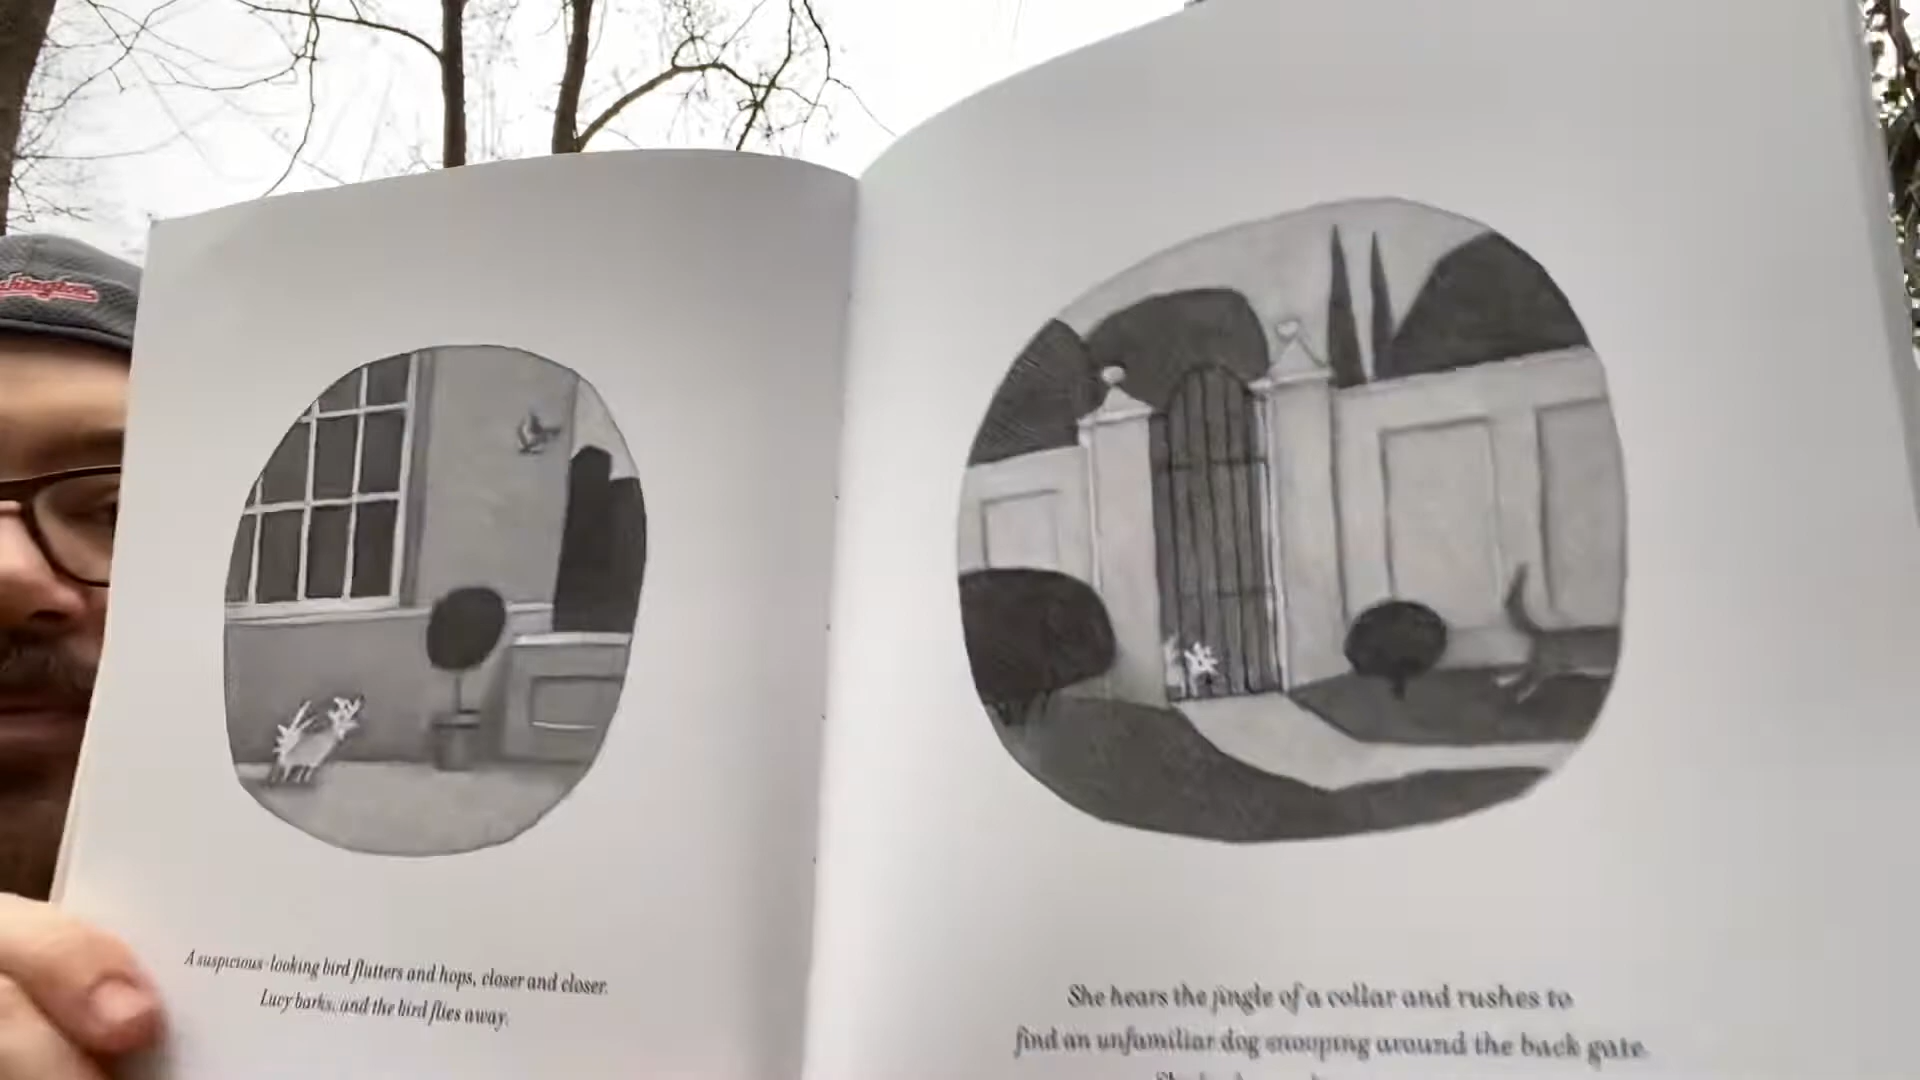 A suspicious-looking bird flutters and hops, closer and closer.
Lucy barks, and the bird flies away.
She hears the jingle of a collar and rushes to
find an unfamiliar dog snooping around the back gate.